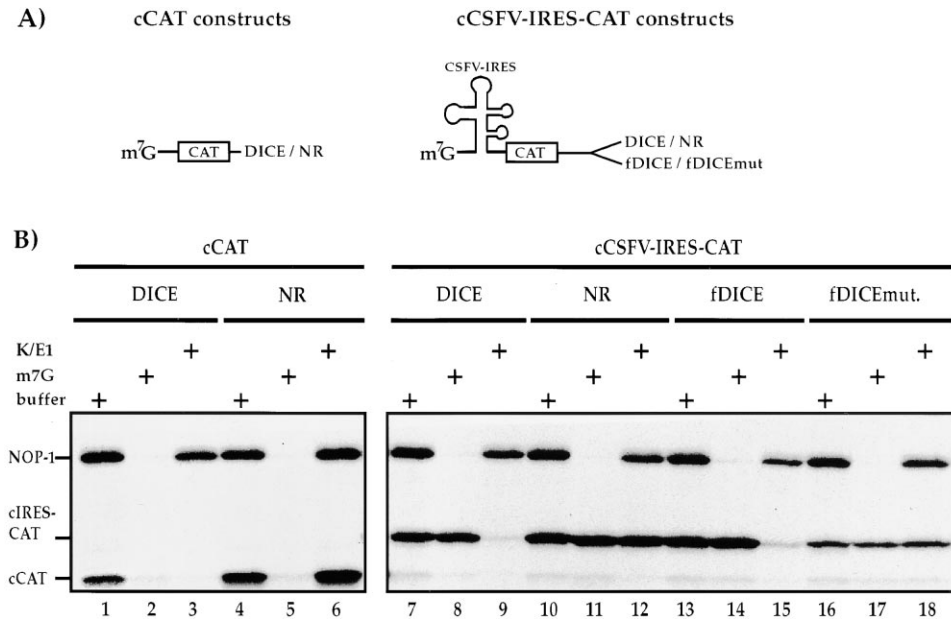 A) cCAT constructs cCSFV-IRES-CAT constructs
CSFV-IRES
m⁷G CAT DICE / NR
m⁷G CAT DICE / NR
fDICE / fDICEmut
B) cCAT cCSFV-IRES-CAT
DICE NR DICE NR fDICE fDICEmut.
K/E1 + + + + + +
m7G + + + + + +
buffer + + + + + +
NOP-1
cIRES-
CAT
cCAT
1 2 3 4 5 6 7 8 9 10 11 12 13 14 15 16 17 18